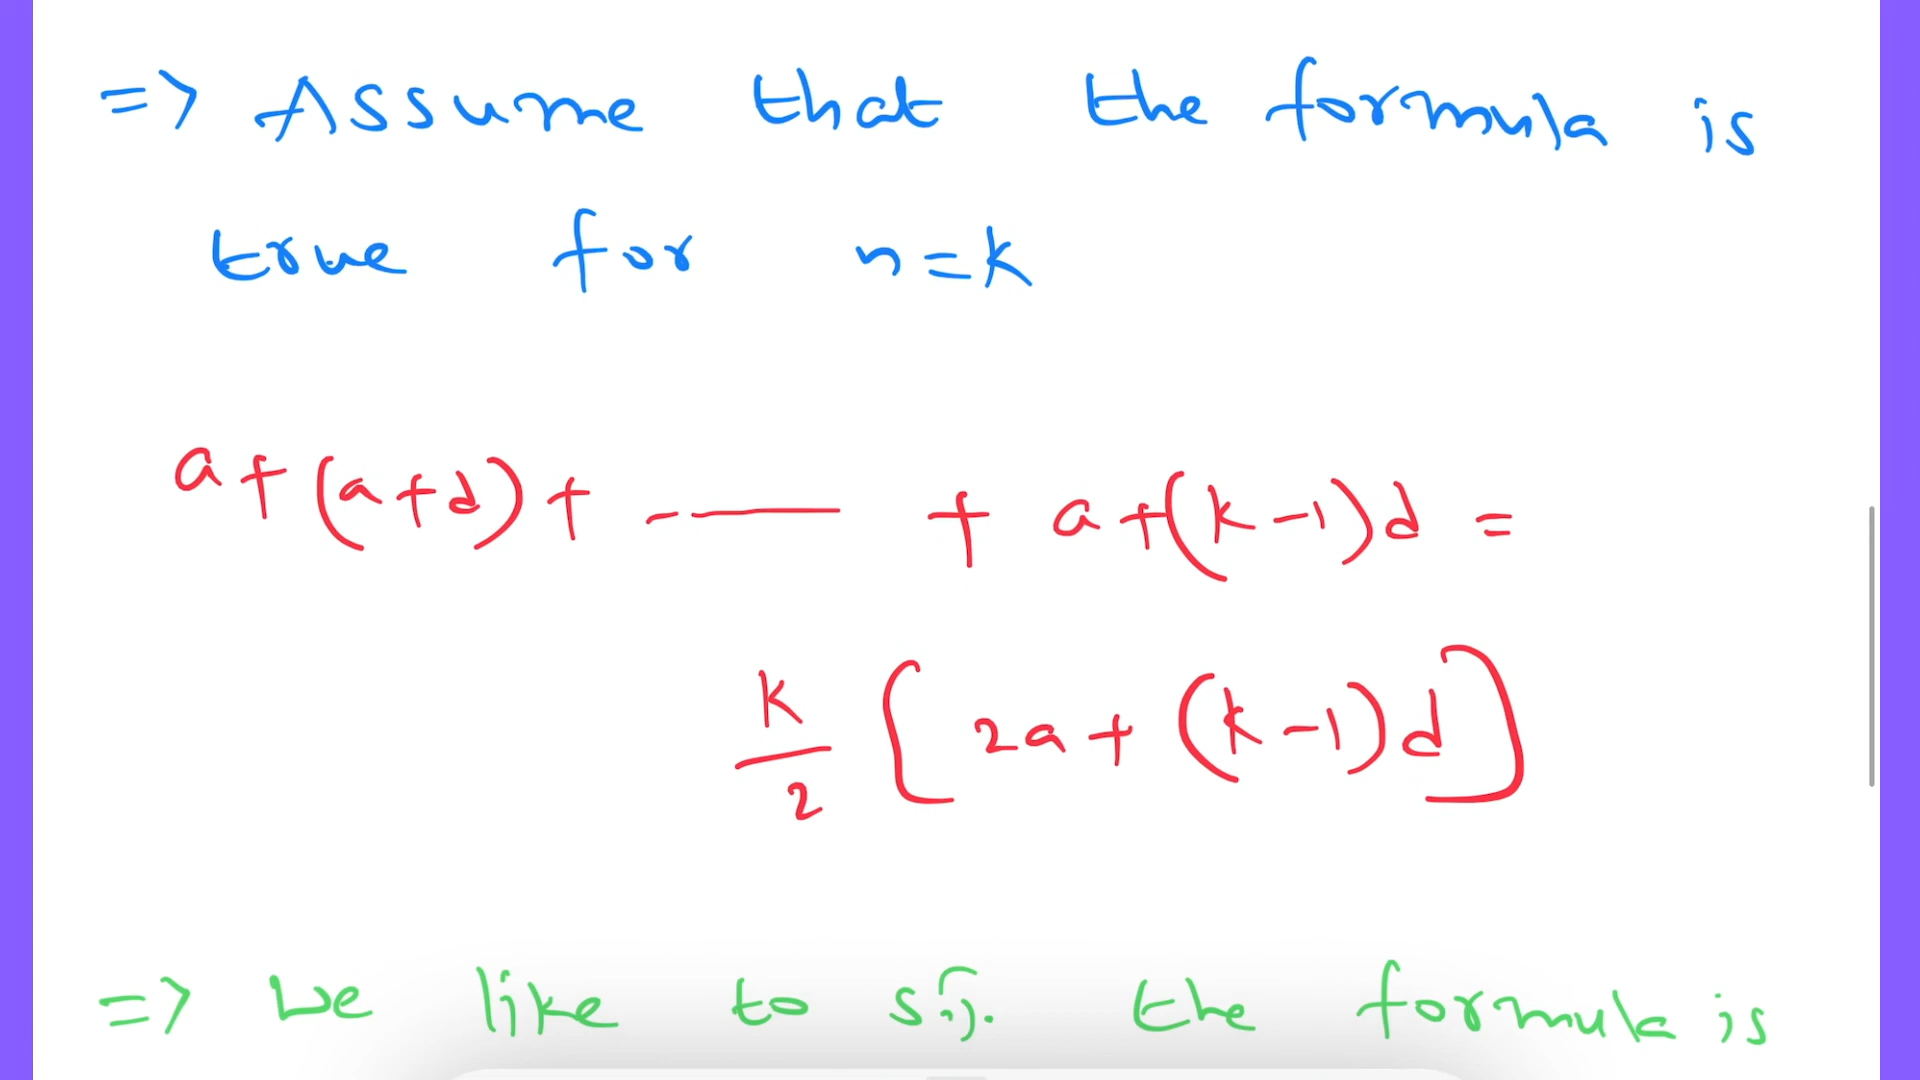 => Assume that the formula is
true for n=k
a+(a+d)+ ------ + a+(k-1)d =
k/2 [2a+(k-1)d]
=> we like to the formula is